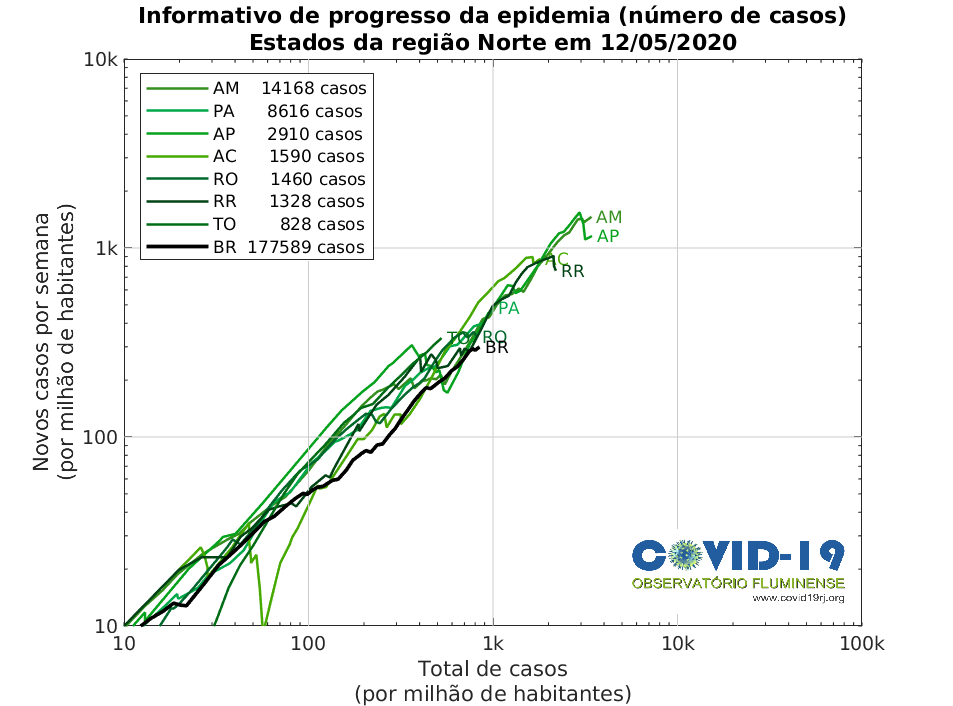 Informativo de progresso da epidemia (número de casos)
Estados da região Norte em 12/05/2020
10k
1k
100
10
Novos casos por semana
(por milhão de habitantes)
AM 14168 casos
PA 8616 casos
AP 2910 casos
AC 1590 casos
RO 1460 casos
RR 1328 casos
TO 828 casos
BR 177589 casos
AM
AP
AC
RR
PA
TO
RO
BR
COVID-19
OBSERVATÓRIO FLUMINENSE
www.covid19rj.org
10
100
1k
10k
100k
Total de casos
(por milhão de habitantes)